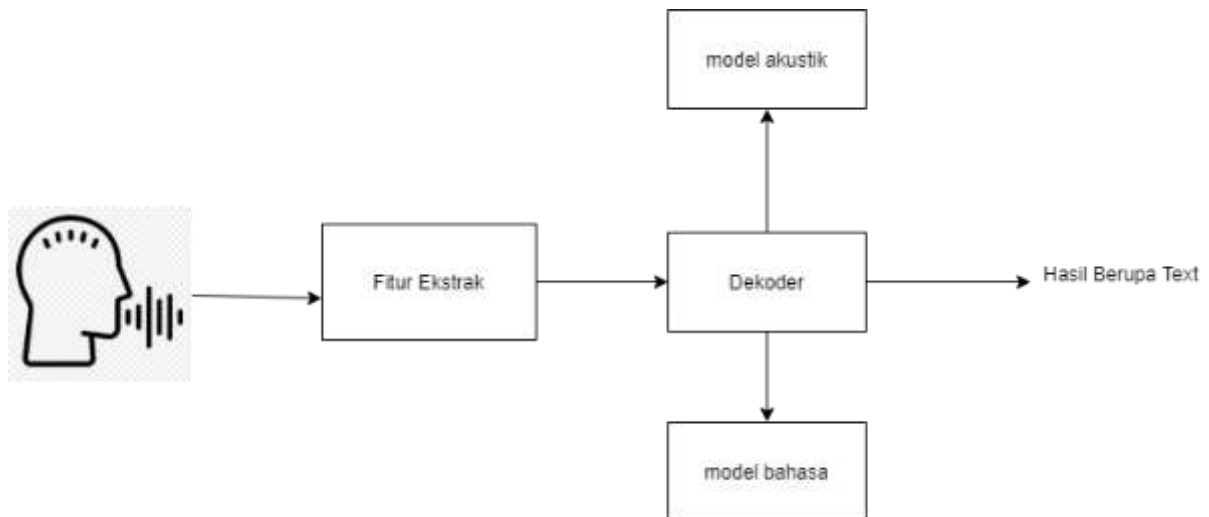 model akustik
Fitur Ekstrak
Dekoder
Hasil Berupa Text
model bahasa